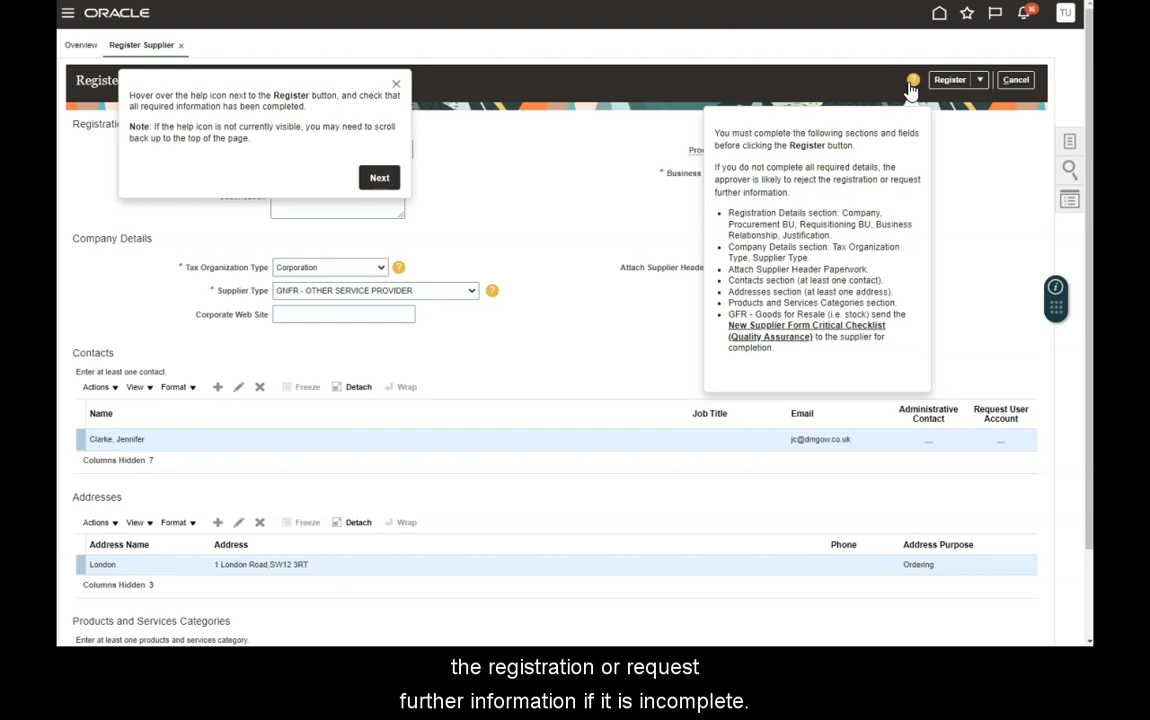 ORACLE
16
TU
Overview
Register Supplier ×
Registe
? Register Cancel
Hover over the help icon next to the Register button, and check that
all required information has been completed.
Note: If the help icon is not currently visible, you may need to scroll
back up to the top of the page.
Next
You must complete the following sections and fields
before clicking the Register button.
If you do not complete all required details, the
approver is likely to reject the registration or request
further information.
• Registration Details section: Company,
Procurement BU, Requisitioning BU, Business
Relationship, Justification.
• Company Details section: Tax Organization
Type, Supplier Type.
• Attach Supplier Header Paperwork.
• Contacts section (at least one contact).
• Addresses section (at least one address).
• Products and Services Categories section.
• GFR - Goods for Resale (i.e. stock) send the
New Supplier Form Critical Checklist
(Quality Assurance) to the supplier for
completion.
Registratio
Proc
* Business
Company Details
* Tax Organization Type Corporation ?
Attach Supplier Heade
* Supplier Type GNFR - OTHER SERVICE PROVIDER ?
Corporate Web Site
Contacts
Enter at least one contact.
Actions View Format Freeze Detach Wrap
Name Job Title Email Administrative Contact Request User Account
Clarke, Jennifer jc@dmgow.co.uk
Columns Hidden 7
Addresses
Actions View Format Freeze Detach Wrap
Address Name Address Phone Address Purpose
London 1 London Road,SW12 3RT Ordering
Columns Hidden 3
Products and Services Categories
Enter at least one products and services category.
the registration or request
further information if it is incomplete.